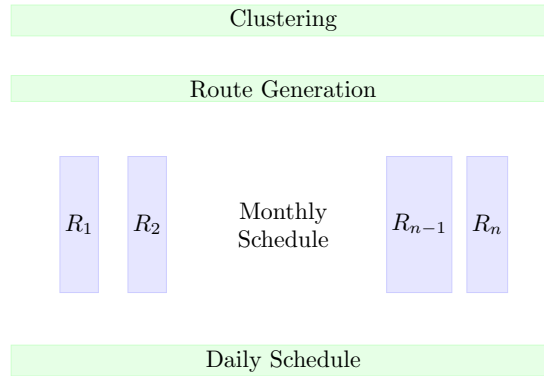 Clustering
Route Generation
R₁ R₂ Monthly Schedule Rₙ₋₁ Rₙ
Daily Schedule